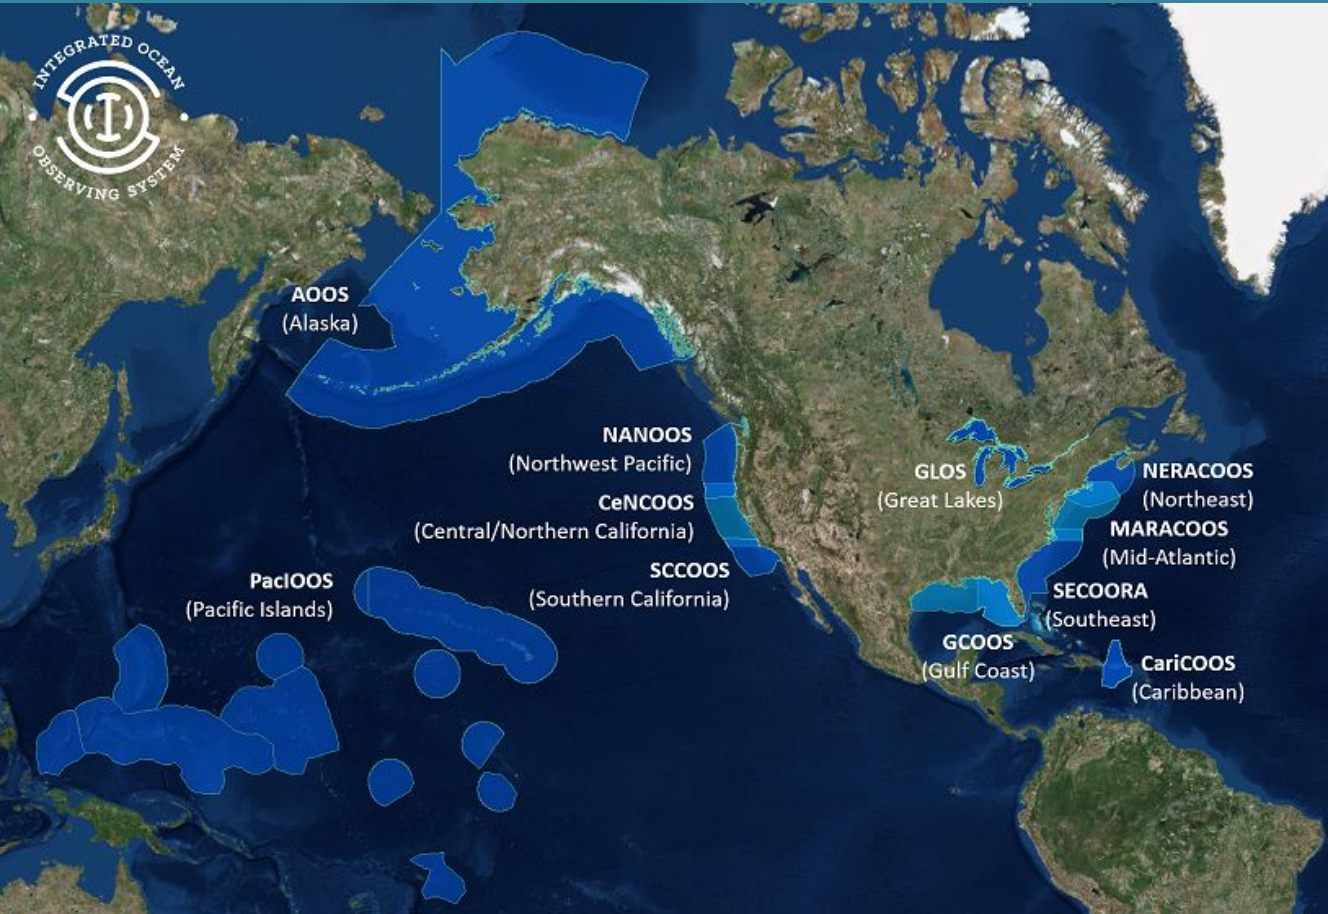 INTEGRATED OCEAN
OBSERVING SYSTEM
AOOS
(Alaska)
NANOOS
(Northwest Pacific)
CeNCOOS
(Central/Northern California)
SCCOOS
(Southern California)
PacIOOS
(Pacific Islands)
GLOS
(Great Lakes)
NERACOOS
(Northeast)
MARACOOS
(Mid-Atlantic)
SECOORA
(Southeast)
GCOOS
(Gulf Coast)
CariCOOS
(Caribbean)